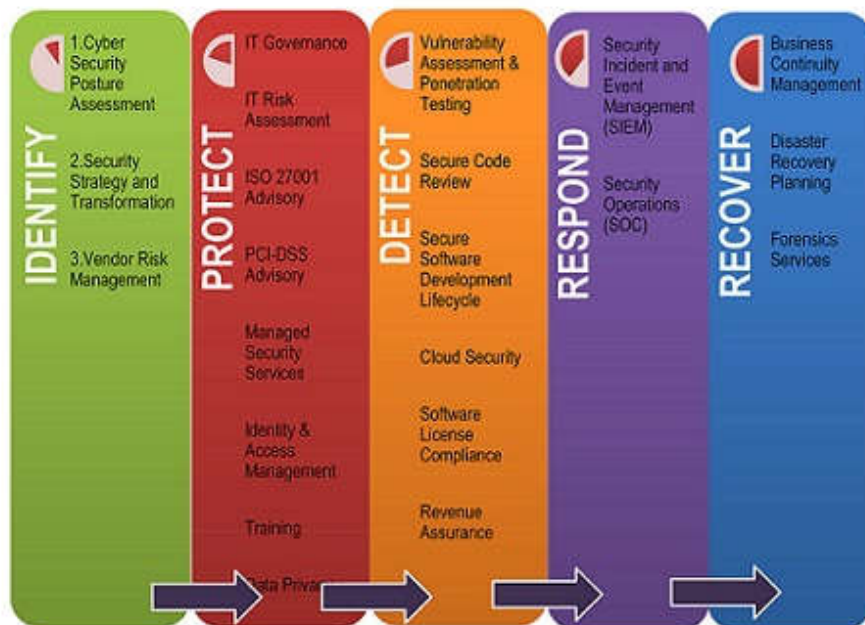 IDENTIFY
1.Cyber
Security
Posture
Assessment
2.Security
Strategy and
Transformation
3.Vendor Risk
Management
PROTECT
IT Governance
IT Risk
Assessment
ISO 27001
Advisory
PCI-DSS
Advisory
Managed
Security
Services
Identity &
Access
Management
Training
Data Privacy
DETECT
Vulnerability
Assessment &
Penetration
Testing
Secure Code
Review
Secure
Software
Development
Lifecycle
Cloud Security
Software
License
Compliance
Revenue
Assurance
RESPOND
Security
Incident and
Event
Management
(SIEM)
Security
Operations
(SOC)
RECOVER
Business
Continuity
Management
Disaster
Recovery
Planning
Forensics
Services